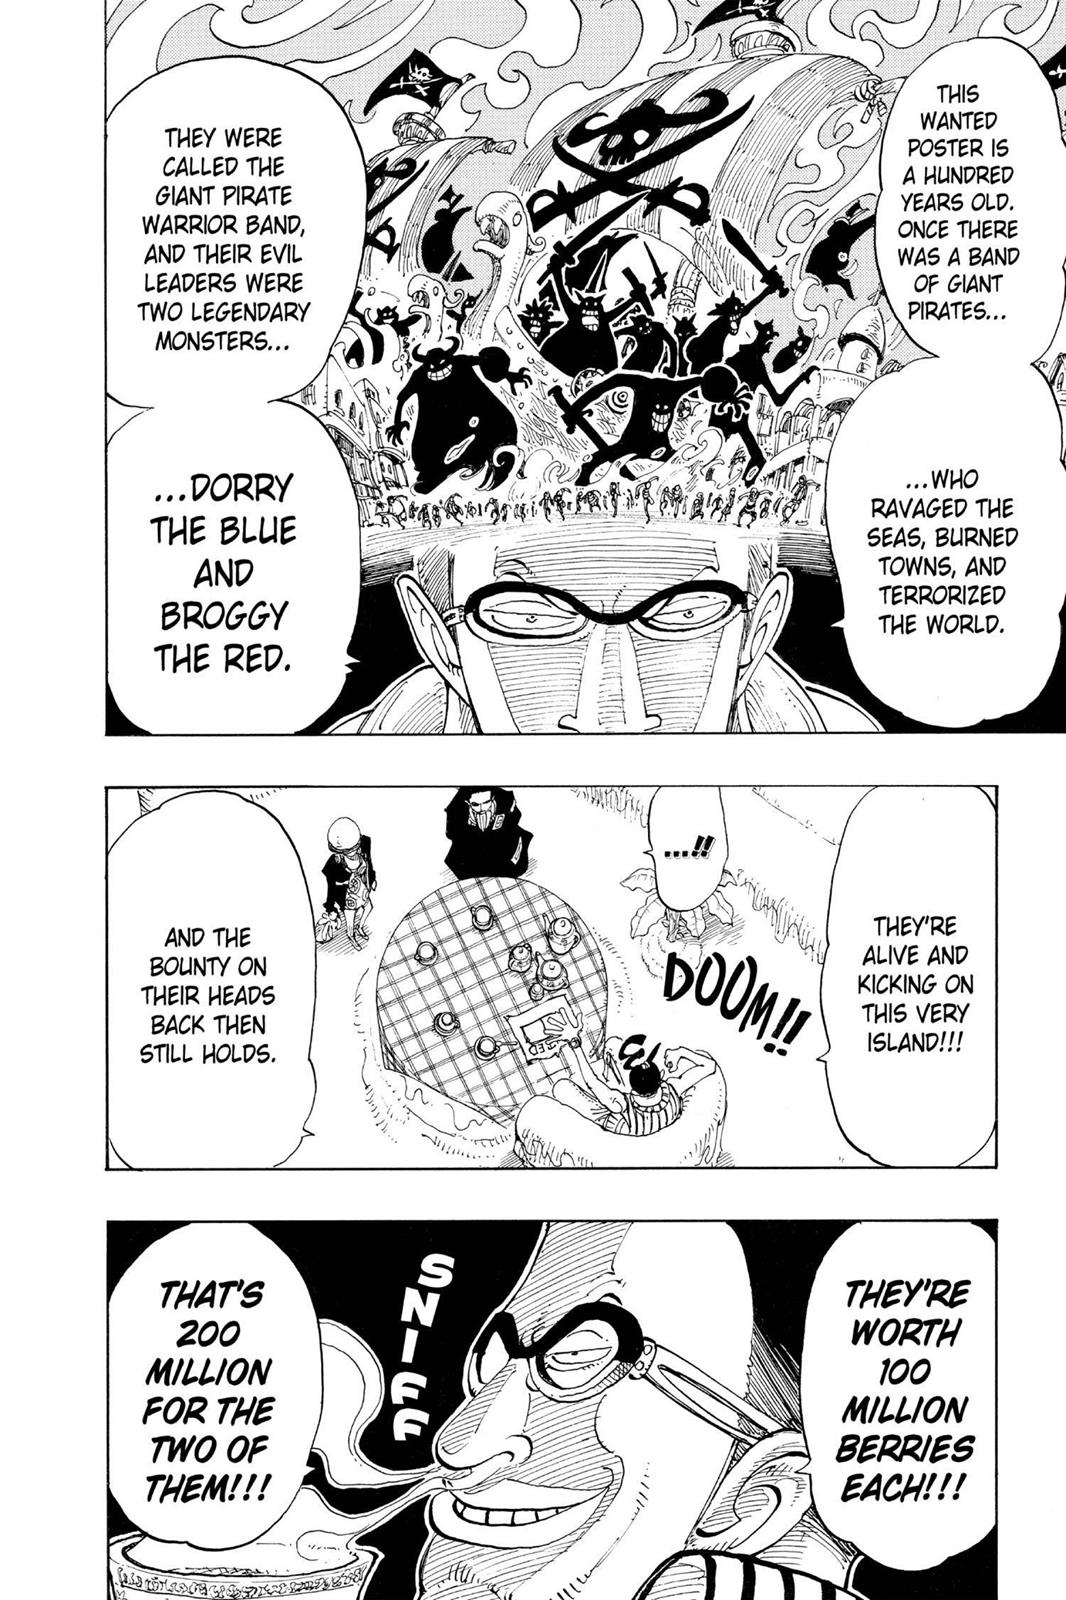 THIS
WANTED
POSTER IS
A HUNDRED
YEARS OLD.
ONCE THERE
WAS A BAND
OF GIANT
PIRATES...
...WHO
RAVAGED THE
SEAS, BURNED
TOWNS, AND
TERRORIZED
THE WORLD.
THEY WERE
CALLED THE
GIANT PIRATE
WARRIOR BAND,
AND THEIR EVIL
LEADERS WERE
TWO LEGENDARY
MONSTERS...
...DORRY
THE BLUE
AND
BROGGY
THE RED.
THEY'RE
ALIVE AND
KICKING ON
THIS VERY
ISLAND!!!
...!!
DOOM!!
AND THE
BOUNTY ON
THEIR HEADS
BACK THEN
STILL HOLDS.
THEY'RE
WORTH
100
MILLION
BERRIES
EACH!!!
SNIFF
THAT'S
200
MILLION
FOR THE
TWO OF
THEM!!!